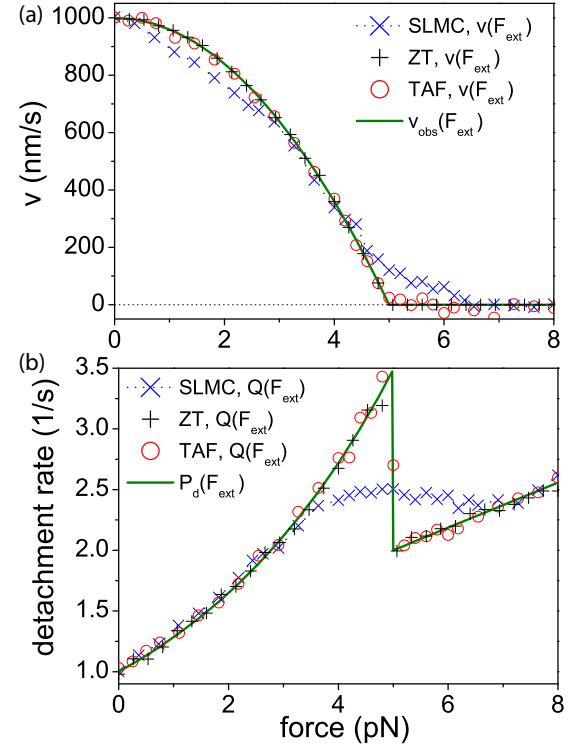 (a)
SLMC, v(F_ext)
ZT, v(F_ext)
TAF, v(F_ext)
v_obs(F_ext)
v (nm/s)
1000
800
600
400
200
0
0 2 4 6 8
(b)
SLMC, Q(F_ext)
ZT, Q(F_ext)
TAF, Q(F_ext)
P_d(F_ext)
detachment rate (1/s)
3.5
3.0
2.5
2.0
1.5
1.0
0 2 4 6 8
force (pN)